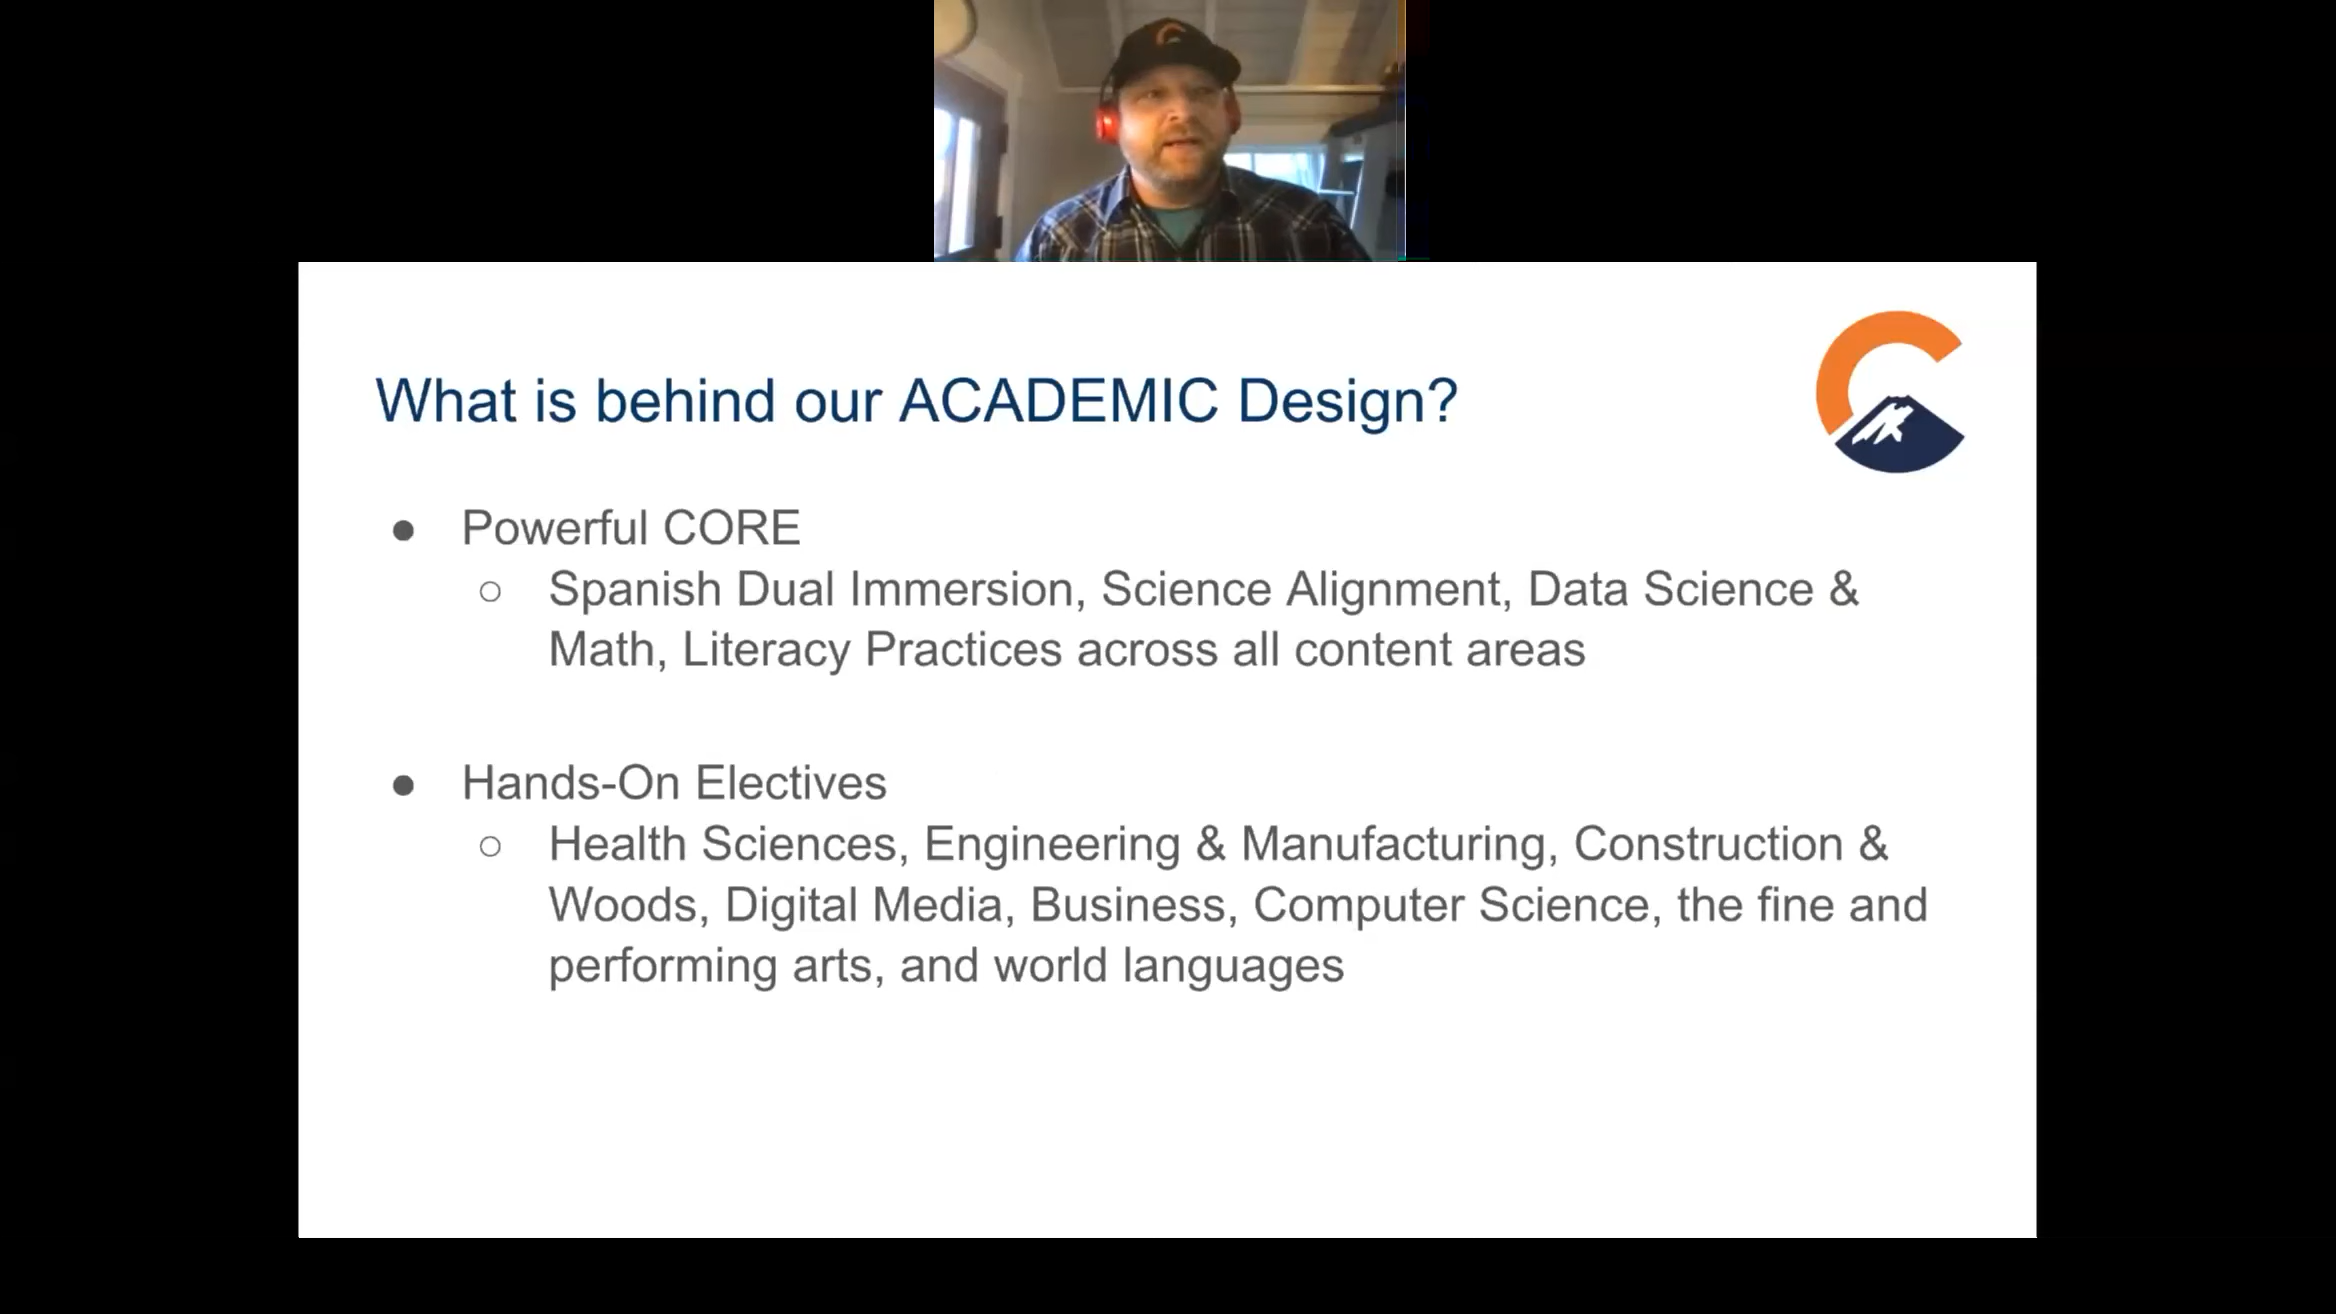 What is behind our ACADEMIC Design?
● Powerful CORE
○ Spanish Dual Immersion, Science Alignment, Data Science &
Math, Literacy Practices across all content areas
● Hands-On Electives
○ Health Sciences, Engineering & Manufacturing, Construction &
Woods, Digital Media, Business, Computer Science, the fine and
performing arts, and world languages